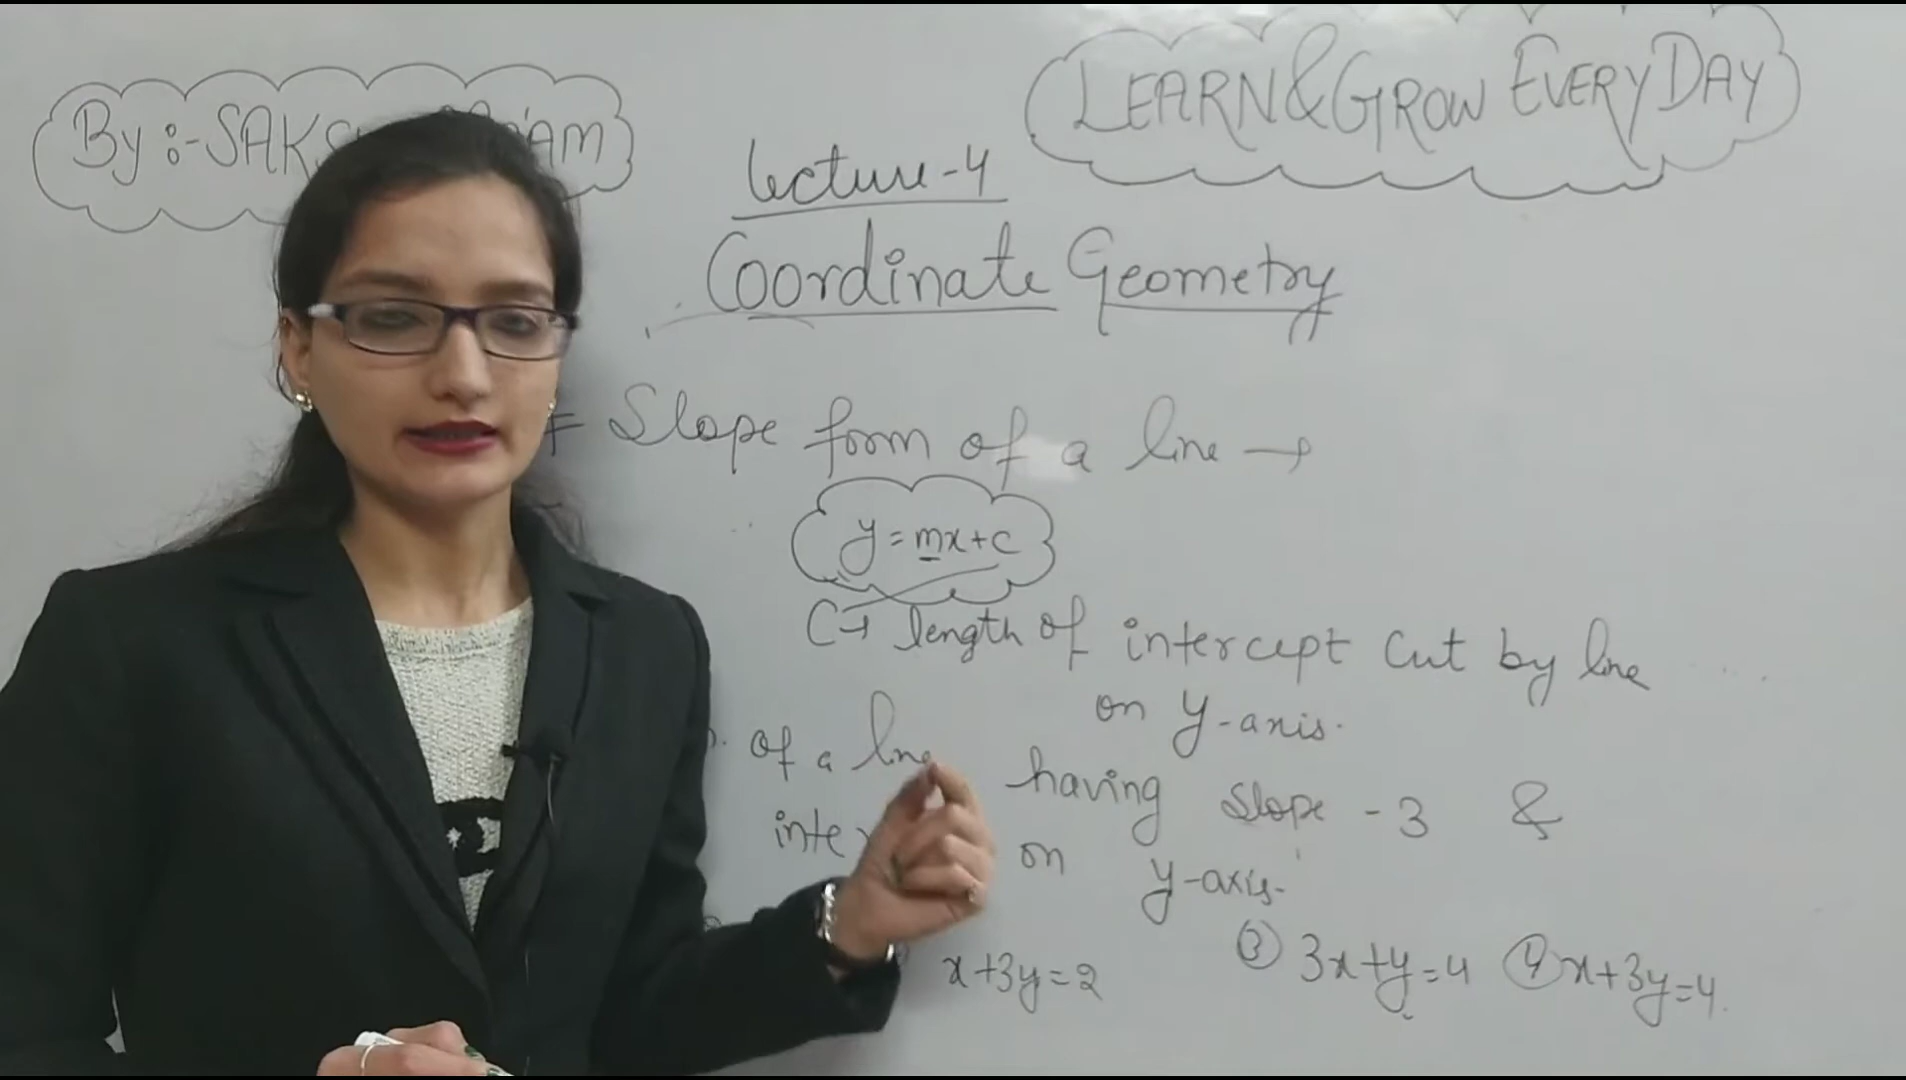 By :- SAKS
AM
LEARN & GROW EVERY DAY
Lecture-4
Coordinate Geometry
Slope form of a line →
y = mx + c
C → length of intercept cut by line
on y-axis.
of a line having slope - 3 &
inte on y-axis.
x+3y=2 ③ 3x+y=4 ④ x+3y=4.